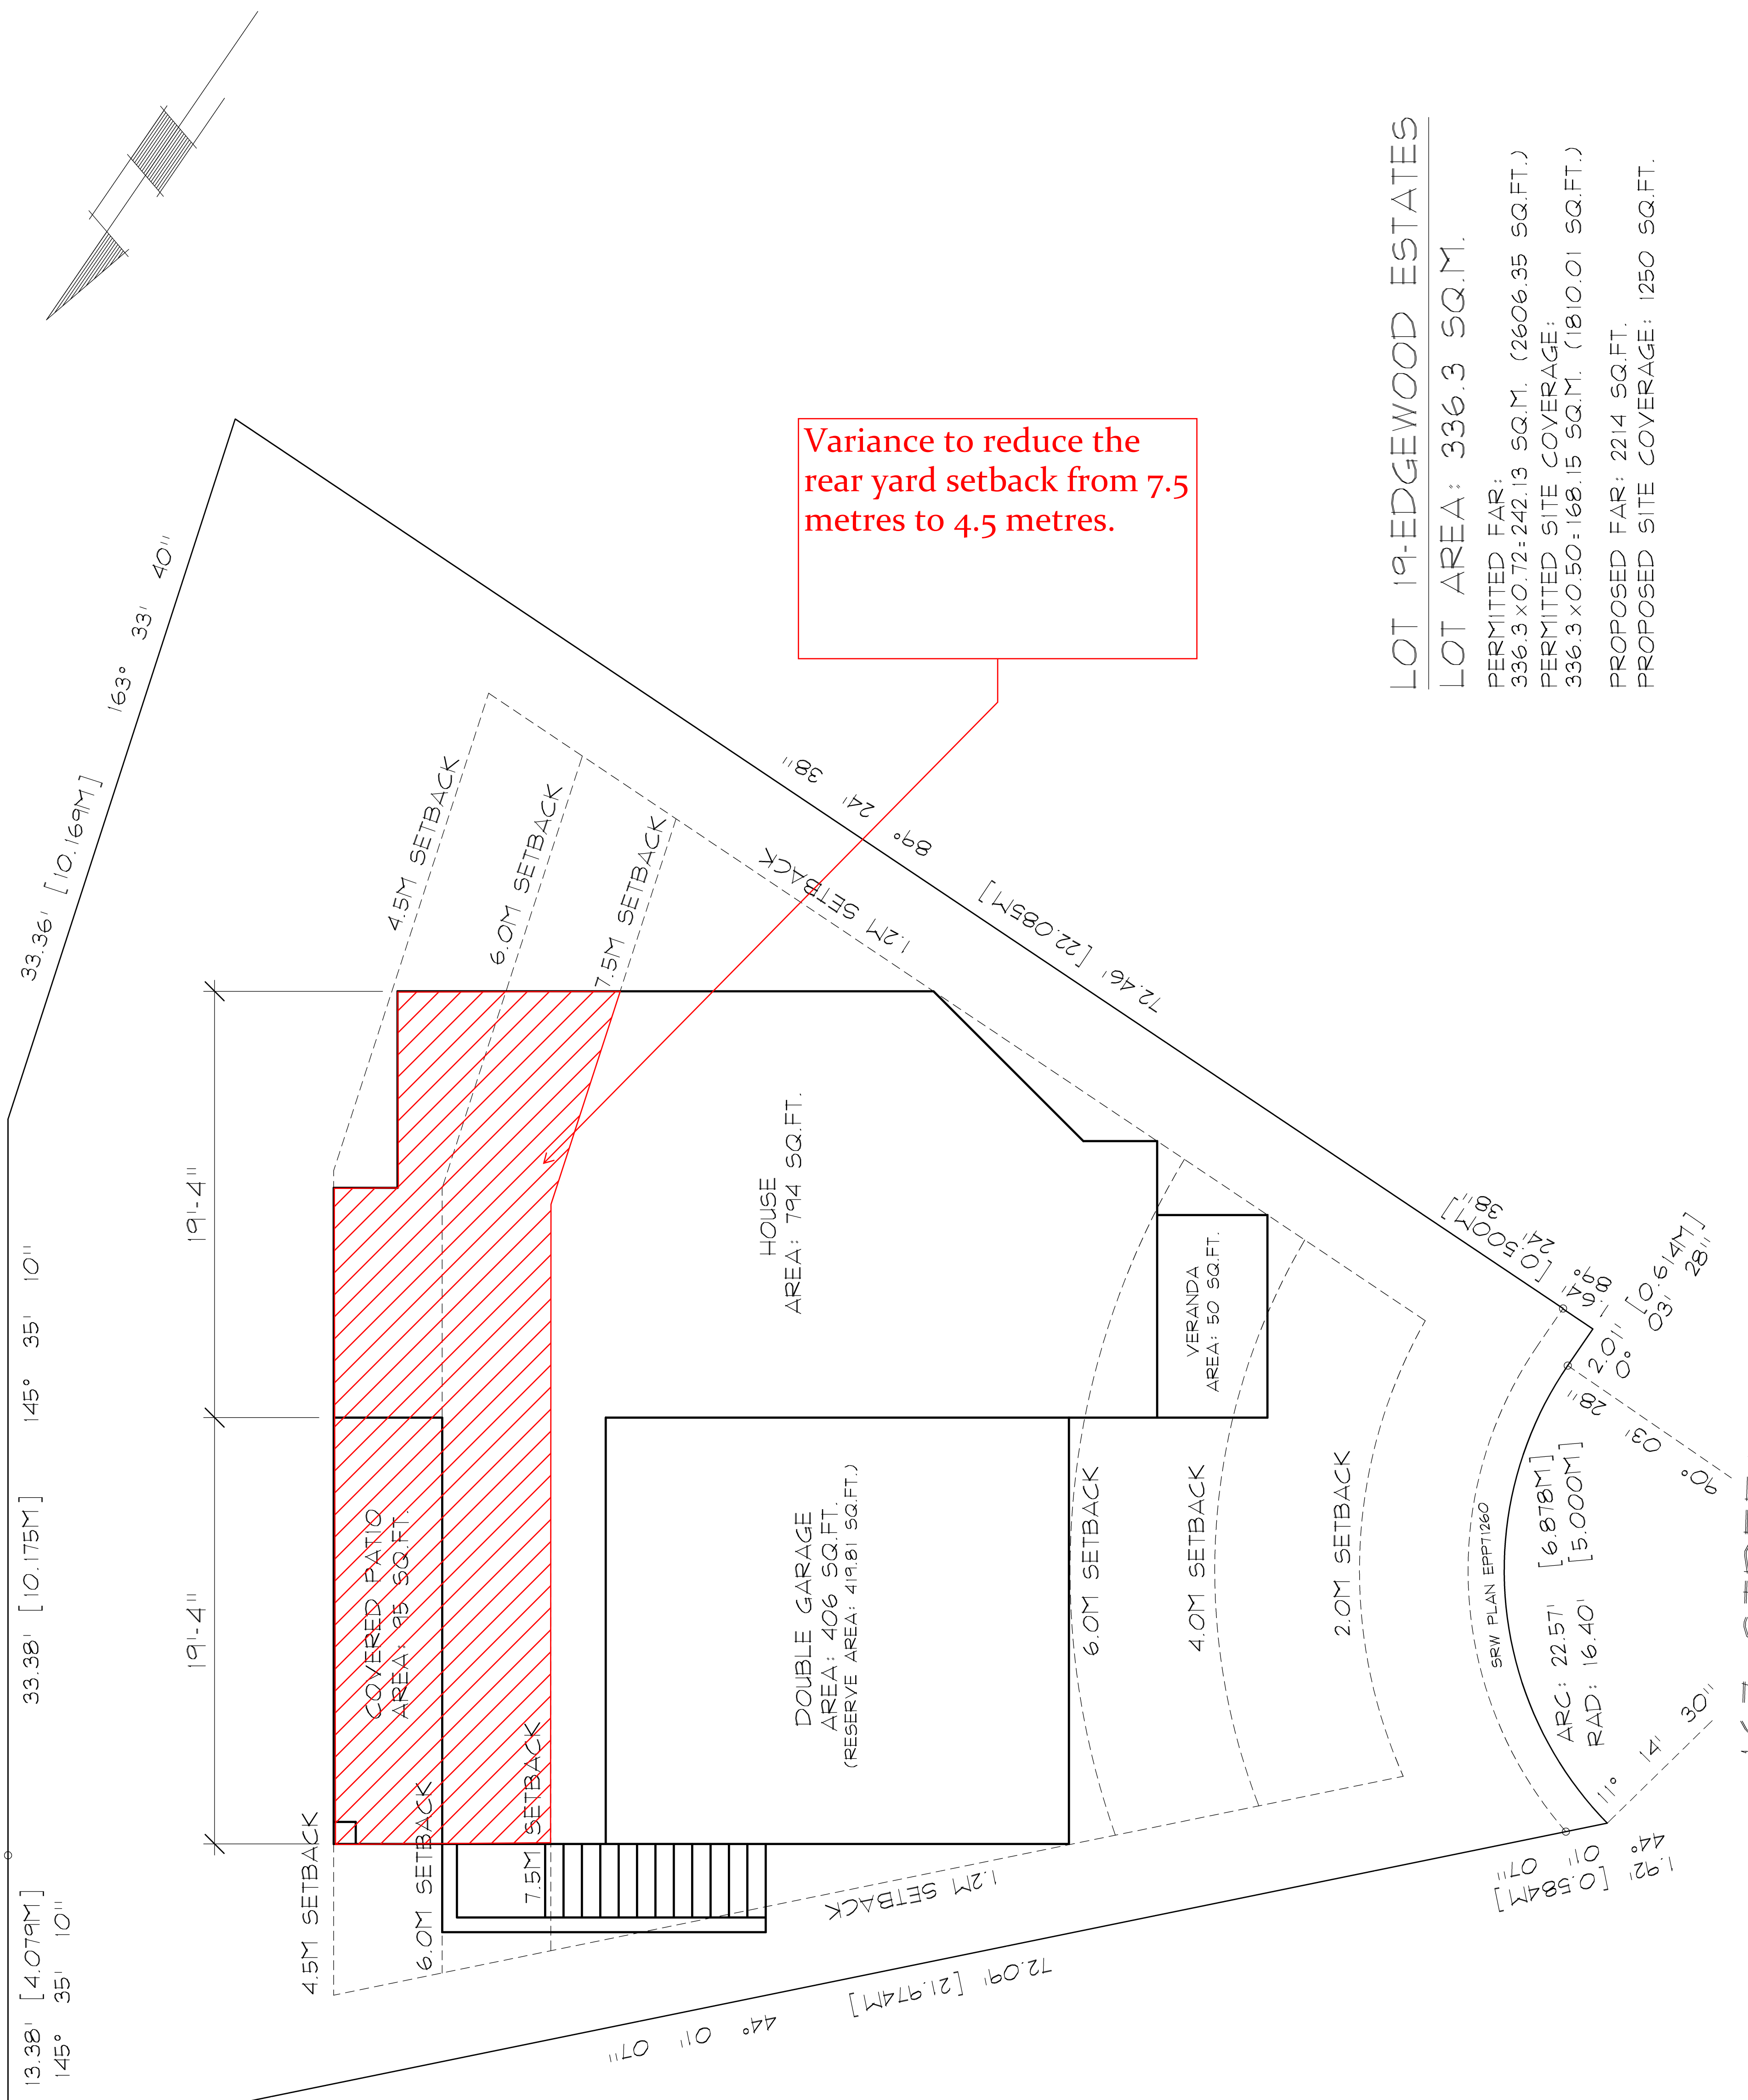 LOT 19-EDGEWOOD ESTATES
LOT AREA: 336.3 SQ.M.
PERMITTED FAR:
336.3 x 0.72 = 242.13 SQ.M. (2606.35 SQ.FT.)
PERMITTED SITE COVERAGE:
336.3 x 0.50 = 168.15 SQ.M. (1810.01 SQ.FT.)
PROPOSED FAR: 2214 SQ.FT.
PROPOSED SITE COVERAGE: 1250 SQ.FT.
Variance to reduce the
rear yard setback from 7.5
metres to 4.5 metres.
33.36' [10.169M]
163° 33' 40"
33.38' [10.175M]
145° 35' 10"
13.38' [4.079M]
145° 35' 10"
19'-4"
19'-4"
4.5M SETBACK
6.0M SETBACK
7.5M SETBACK
1.2M SETBACK
89° 24' 38"
72.46' [22.085M]
HOUSE
AREA: 794 SQ.FT.
VERANDA
AREA: 50 SQ.FT.
COVERED PATIO
AREA: 95 SQ.FT.
DOUBLE GARAGE
AREA: 406 SQ.FT.
(RESERVE AREA: 419.81 SQ.FT.)
4.5M SETBACK
6.0M SETBACK
7.5M SETBACK
1.2M SETBACK
6.0M SETBACK
4.0M SETBACK
2.0M SETBACK
SRW PLAN EPP71260
ARC: 22.57' [6.878M]
RAD: 16.40' [5.000M]
1.64' [0.500M]
89° 24' 38"
2.01' [0.614M]
0° 03' 28"
90° 03' 28"
11° 14' 30"
1.92' [0.584M]
44° 01' 07"
72.09' [21.974M]
44° 01' 07"